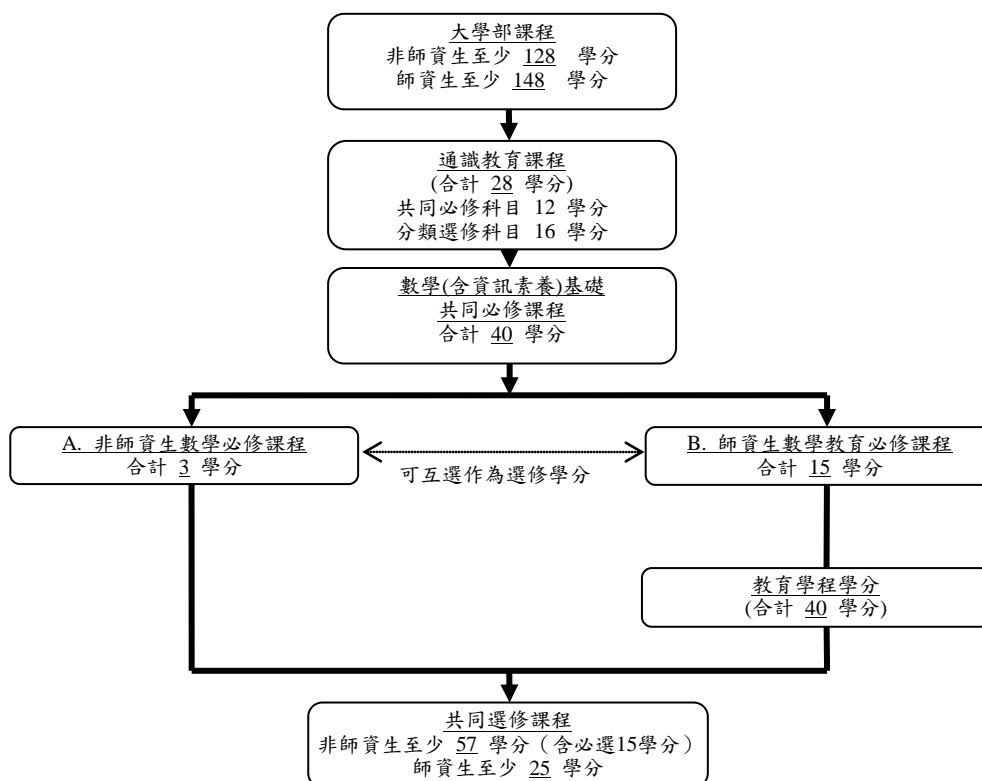 大學部課程
非師資生至少 128 學分
師資生至少 148 學分
通識教育課程
(合計 28 學分)
共同必修科目 12 學分
分類選修科目 16 學分
數學(含資訊素養)基礎
共同必修課程
合計 40 學分
A. 非師資生數學必修課程
合計 3 學分
可互選作為選修學分
B. 師資生數學教育必修課程
合計 15 學分
教育學程學分
(合計 40 學分)
共同選修課程
非師資生至少 57 學分（含必選15學分）
師資生至少 25 學分